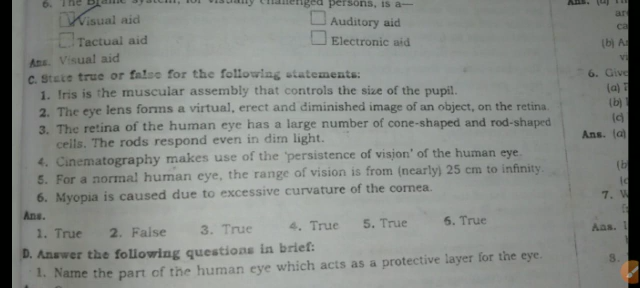 6. The Braille system, for visually challenged persons, is a—
Visual aid
Auditory aid
Tactual aid
Electronic aid
Ans. Visual aid
C. State true or false for the following statements:
1. Iris is the muscular assembly that controls the size of the pupil.
2. The eye lens forms a virtual, erect and diminished image of an object, on the retina.
3. The retina of the human eye has a large number of cone-shaped and rod-shaped
cells. The rods respond even in dim light.
4. Cinematography makes use of the 'persistence of vision' of the human eye.
5. For a normal human eye, the range of vision is from (nearly) 25 cm to infinity.
6. Myopia is caused due to excessive curvature of the cornea.
Ans.
1. True 2. False 3. True 4. True 5. True 6. True
D. Answer the following questions in brief:
1. Name the part of the human eye which acts as a protective layer for the eye.
(b)
6. Give
(a)
(b)
(c)
Ans. (a)
7.
Ans.
8.